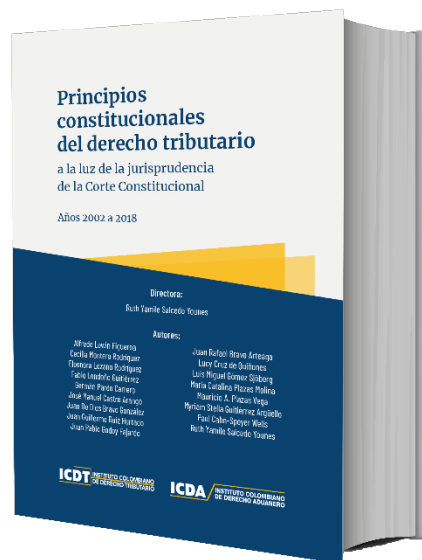 Principios
constitucionales
del derecho tributario
a la luz de la jurisprudencia
de la Corte Constitucional
Años 2002 a 2018
Directora:
Ruth Yamile Salcedo Younes
Autores:
Alfredo Lewin Figueroa
Cecilia Montero Rodríguez
Eleonora Lozano Rodríguez
Fabio Londoño Gutiérrez
Germán Pardo Carrero
José Manuel Castro Arango
Juan De Dios Bravo González
Juan Guillermo Ruiz Hurtado
Juan Pablo Godoy Fajardo
Juan Rafael Bravo Arteaga
Lucy Cruz de Quiñones
Luis Miguel Gómez Sjöberg
María Catalina Plazas Molina
Mauricio A. Plazas Vega
Myriam Stella Gutiérrez Argüello
Paul Cahn-Speyer Wells
Ruth Yamile Salcedo Younes
ICDT INSTITUTO COLOMBIANO
DE DERECHO TRIBUTARIO
ICDA INSTITUTO COLOMBIANO
DE DERECHO ADUANERO